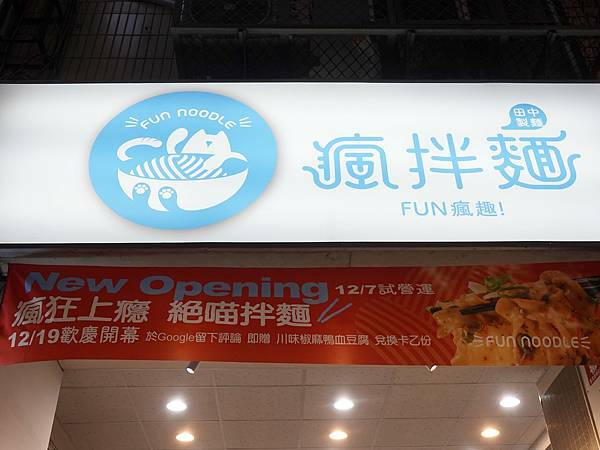 FUN NOODLE
田中
製麵
瘋拌麵
FUN瘋趣!
New Opening 12/7試營運
瘋狂上癮 絕喵拌麵
12/19歡慶開幕 於Google留下評論 即贈 川味椒麻鴨血豆腐 兌換卡乙份
FUN NOODLE